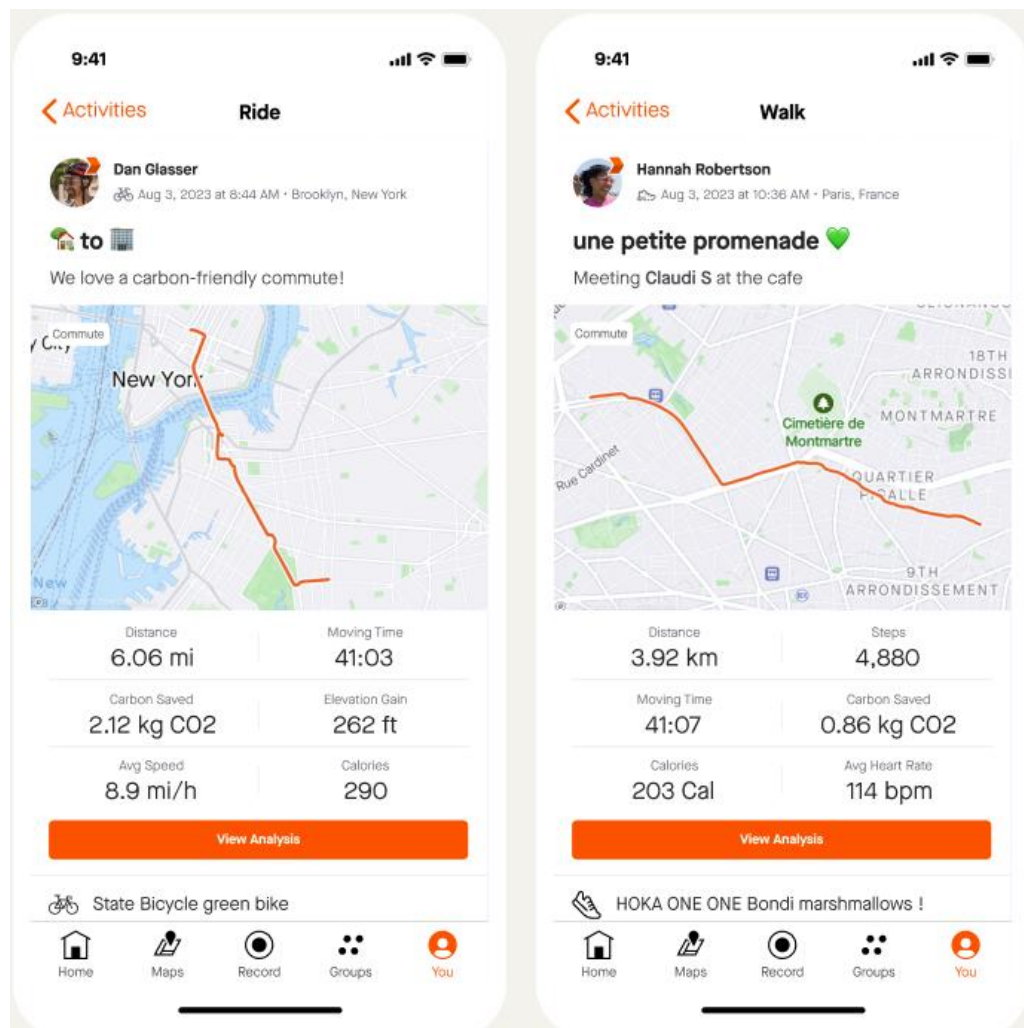 9:41
Activities
Ride
Dan Glasser
Aug 3, 2023 at 8:44 AM • Brooklyn, New York
🏡 to 🏢
We love a carbon-friendly commute!
Commute
New York
New
Distance
Moving Time
6.06 mi
41:03
Carbon Saved
Elevation Gain
2.12 kg CO2
262 ft
Avg Speed
Calories
8.9 mi/h
290
View Analysis
State Bicycle green bike
Home
Maps
Record
Groups
You
9:41
Activities
Walk
Hannah Robertson
Aug 3, 2023 at 10:36 AM • Paris, France
une petite promenade 💚
Meeting Claudi S at the cafe
Commute
18TH
ARRONDISSI
MONTMARTRE
Cimetière de
Montmartre
Rue Cardinet
QUARTIER
PIGALLE
9TH
ARRONDISSEMENT
Distance
Steps
3.92 km
4,880
Moving Time
Carbon Saved
41:07
0.86 kg CO2
Calories
Avg Heart Rate
203 Cal
114 bpm
View Analysis
HOKA ONE ONE Bondi marshmallows !
Home
Maps
Record
Groups
You